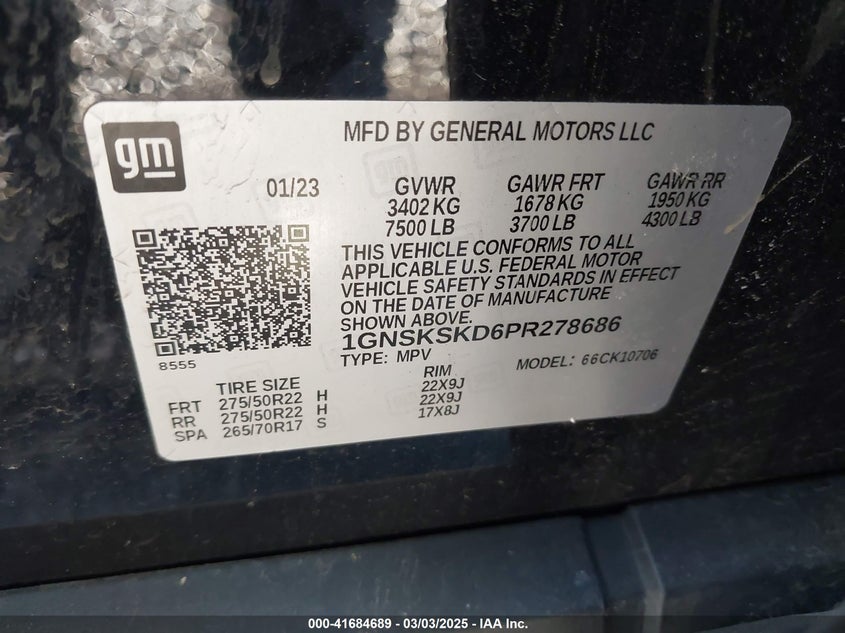 gm
MFD BY GENERAL MOTORS LLC
01/23
GVWR GAWR FRT GAWR RR
3402 KG 1678 KG 1950 KG
7500 LB 3700 LB 4300 LB
THIS VEHICLE CONFORMS TO ALL
APPLICABLE U.S. FEDERAL MOTOR
VEHICLE SAFETY STANDARDS IN EFFECT
ON THE DATE OF MANUFACTURE
SHOWN ABOVE.
1GNSKSKD6PR278686
TYPE: MPV MODEL: 66CK10706
8555
TIRE SIZE RIM
FRT 275/50R22 H 22X9J
RR 275/50R22 H 22X9J
SPA 265/70R17 S 17X8J
000-41684689 - 03/03/2025 - IAA Inc.